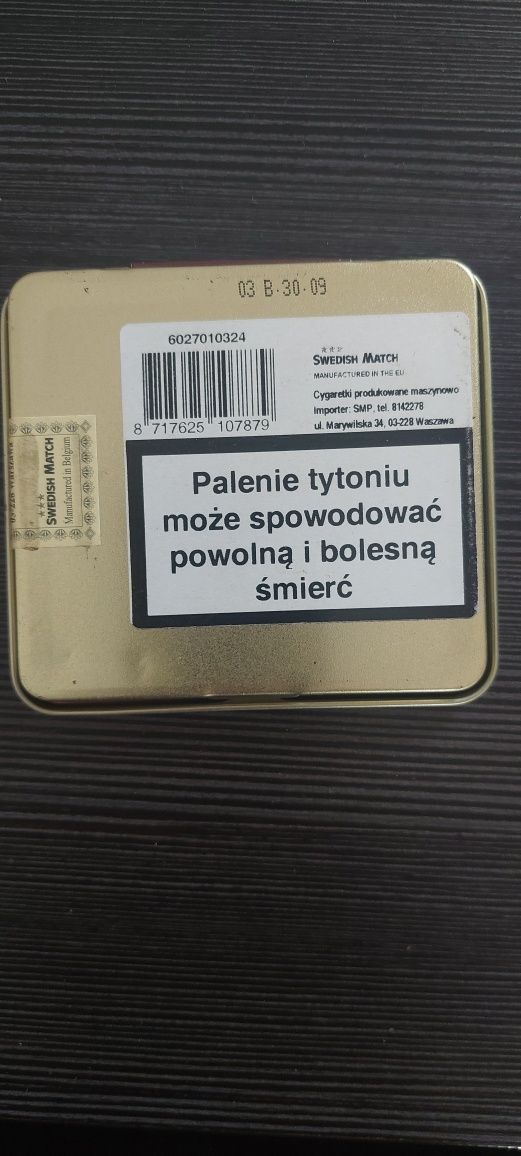 03 B·30·09
6027010324
8 717625 107879
SWEDISH MATCH
MANUFACTURED IN THE EU
Cygaretki produkowane maszynowo
Importer: SMP, tel. 8142278
ul. Marywilska 34, 03-228 Waszawa
SWEDISH MATCH
Manufactured in Belgium
Palenie tytoniu
może spowodować
powolną i bolesną
śmierć